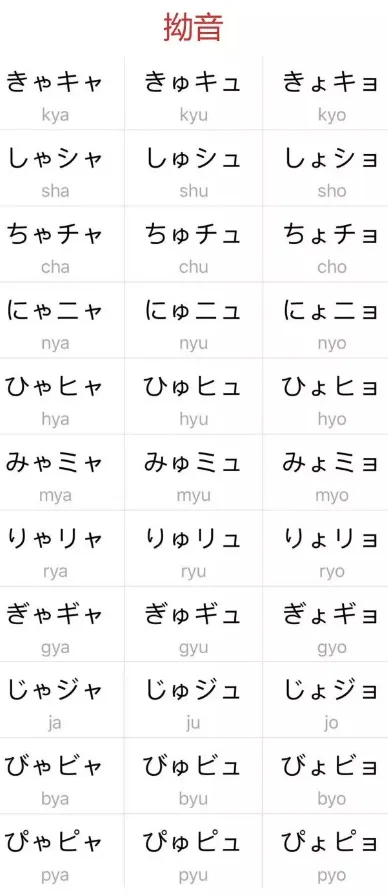 拗音
きゃキャ きゅキュ きょキョ
kya kyu kyo
しゃシャ しゅシュ しょショ
sha shu sho
ちゃチャ ちゅチュ ちょチョ
cha chu cho
にゃニャ にゅニュ にょニョ
nya nyu nyo
ひゃヒャ ひゅヒュ ひょヒョ
hya hyu hyo
みゃミャ みゅミュ みょミョ
mya myu myo
りゃリャ りゅリュ りょリョ
rya ryu ryo
ぎゃギャ ぎゅギュ ぎょギョ
gya gyu gyo
じゃジャ じゅジュ じょジョ
ja ju jo
びゃビャ びゅビュ びょビョ
bya byu byo
ぴゃピャ ぴゅピュ ぴょピョ
pya pyu pyo